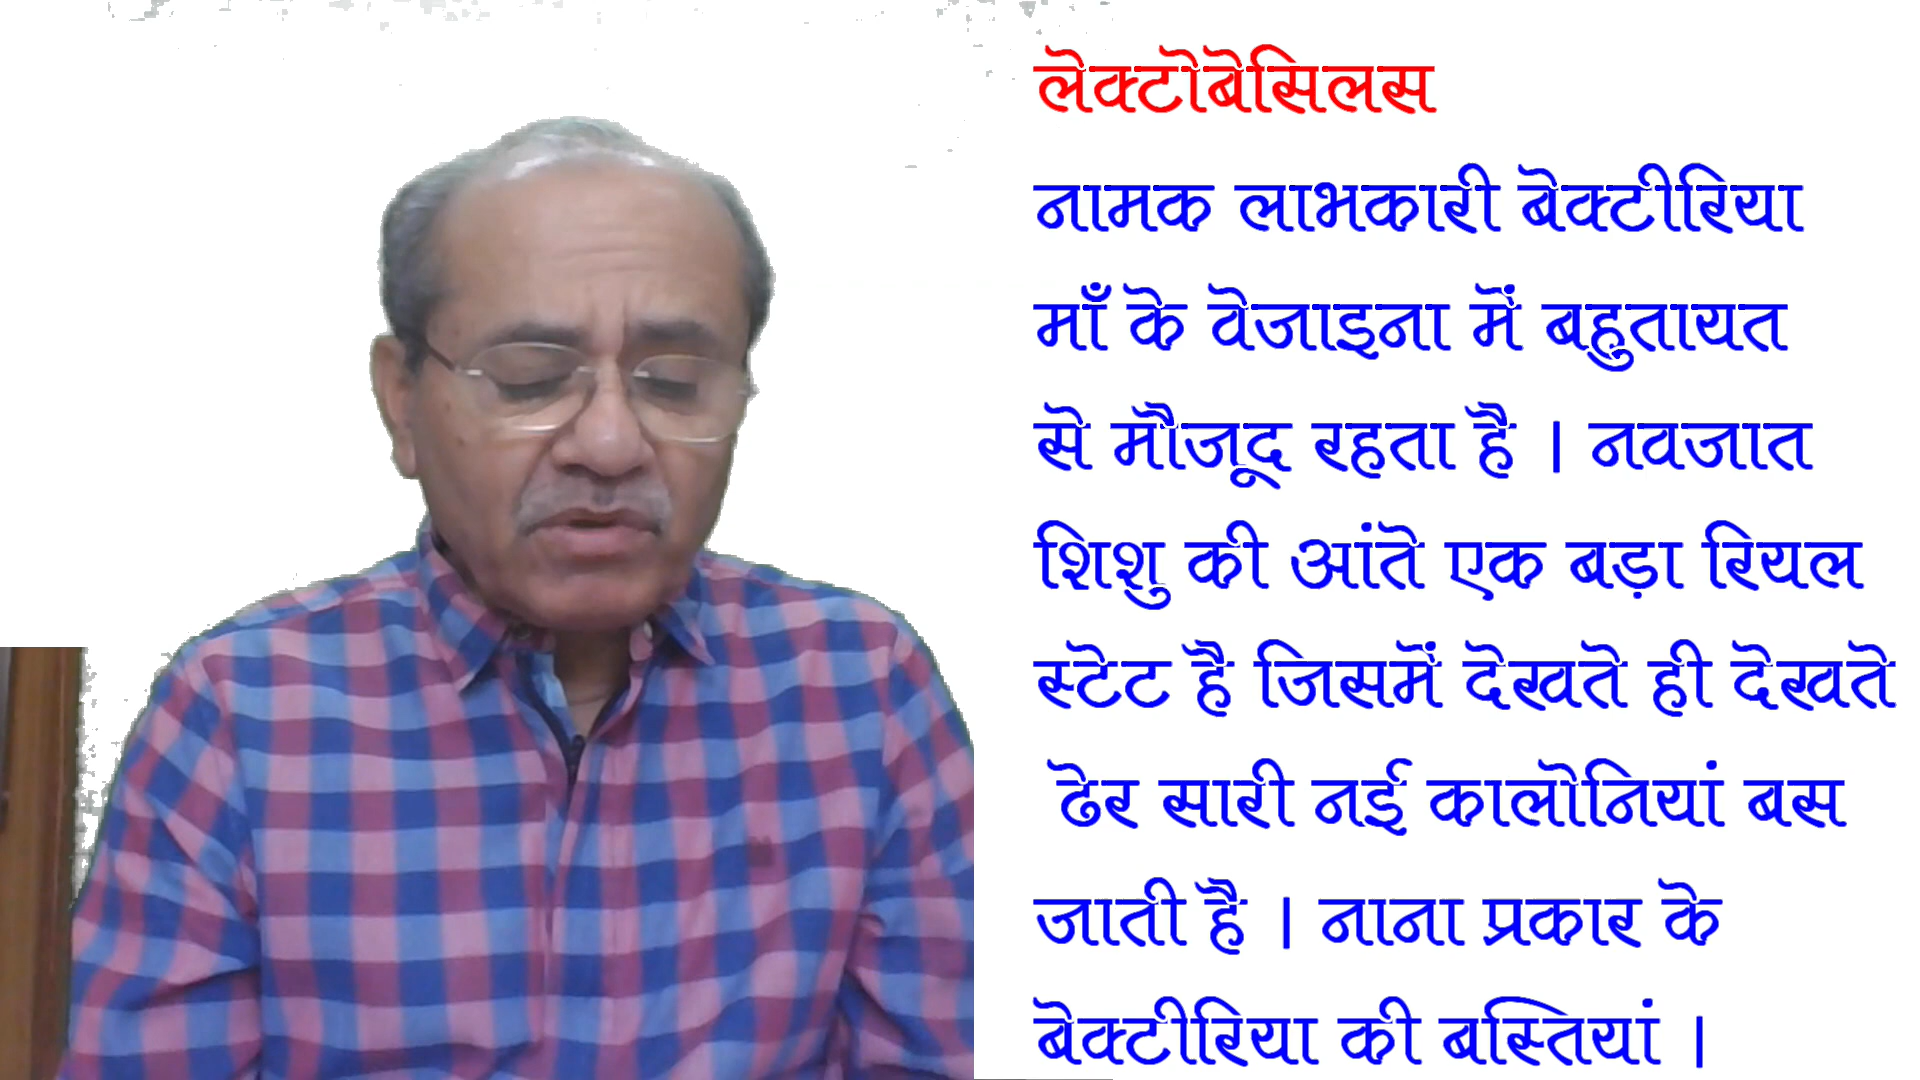 लेक्टोबेसिलस
नामक लाभकारी बेक्टीरिया
माँ के वेजाइना में बहुतायत
से मौजूद रहता है । नवजात
शिशु की आंते एक बड़ा रियल
स्टेट है जिसमें देखते ही देखते
ढेर सारी नई कालोनियां बस
जाती है । नाना प्रकार के
बेक्टीरिया की बस्तियां ।